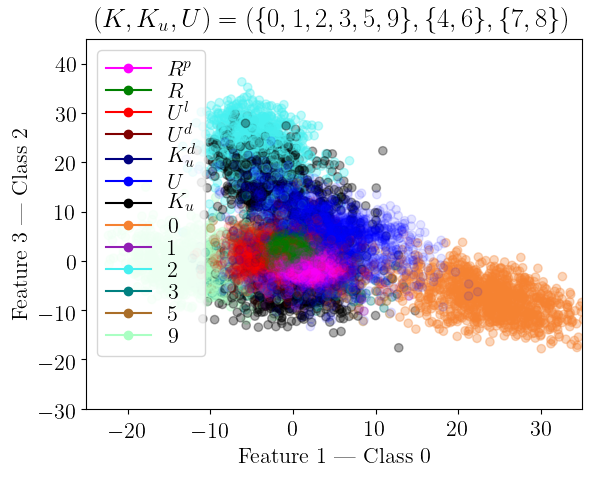 (K, K_u, U) = ({0, 1, 2, 3, 5, 9}, {4, 6}, {7, 8})
Feature 3 — Class 2
40
30
20
10
0
−10
−20
−30
R^p
R
U^l
U^d
K_u^d
U
K_u
0
1
2
3
5
9
−20 −10 0 10 20 30
Feature 1 — Class 0